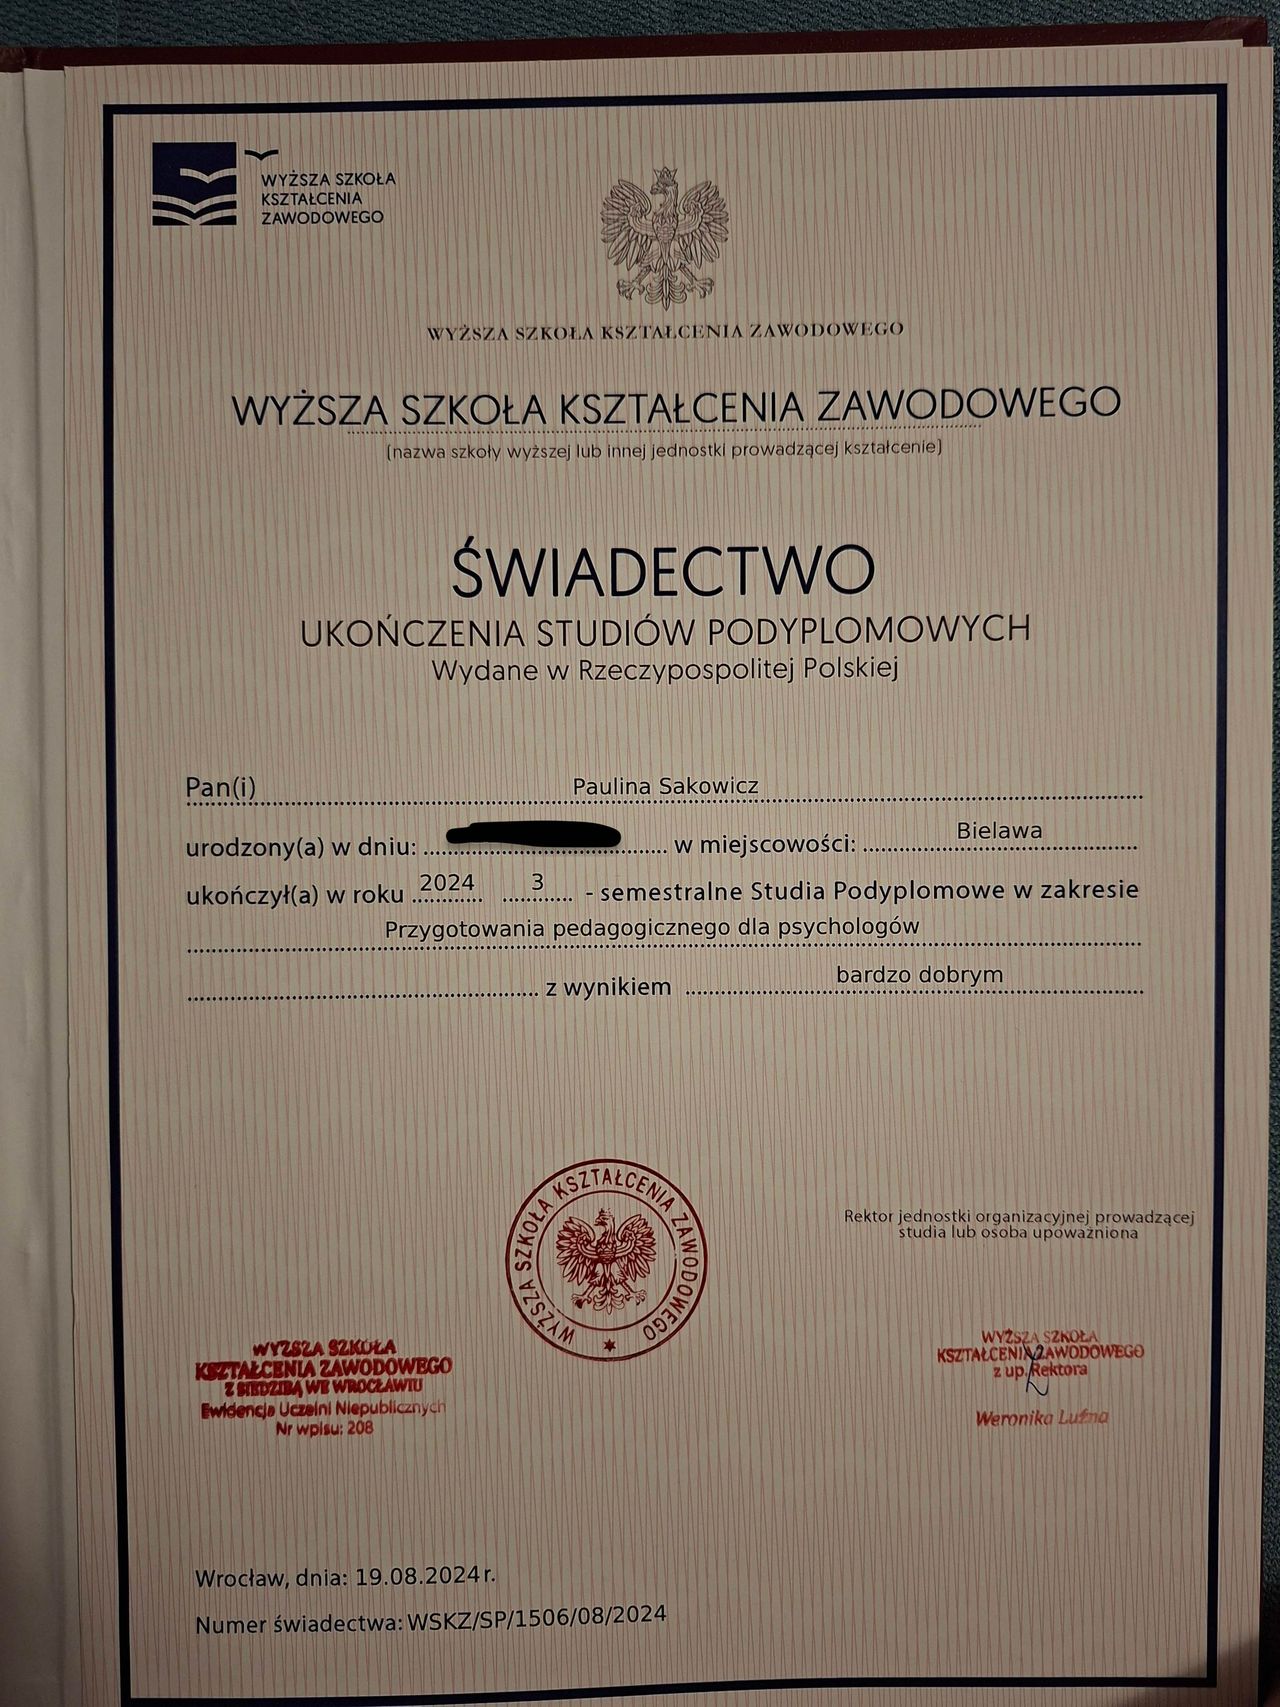 WYŻSZA SZKOŁA
KSZTAŁCENIA
ZAWODOWEGO
WYŻSZA SZKOŁA KSZTAŁCENIA ZAWODOWEGO
WYŻSZA SZKOŁA KSZTAŁCENIA ZAWODOWEGO
(nazwa szkoły wyższej lub innej jednostki prowadzącej kształcenie)
ŚWIADECTWO
UKOŃCZENIA STUDIÓW PODYPLOMOWYCH
Wydane w Rzeczypospolitej Polskiej
Pan(i) Paulina Sakowicz
urodzony(a) w dniu: w miejscowości: Bielawa
ukończył(a) w roku 2024 3 - semestralne Studia Podyplomowe w zakresie
Przygotowania pedagogicznego dla psychologów
z wynikiem bardzo dobrym
WYŻSZA SZKOŁA KSZTAŁCENIA ZAWODOWEGO
Rektor jednostki organizacyjnej prowadzącej
studia lub osoba upoważniona
WYŻSZA SZKOŁA
KSZTAŁCENIA ZAWODOWEGO
Z SIEDZIBĄ WE WROCŁAWIU
Ewidencja Uczelni Niepublicznych
Nr wpisu: 208
WYŻSZA SZKOŁA
KSZTAŁCENIA ZAWODOWEGO
z up. Rektora
Weronika Luźna
Wrocław, dnia: 19.08.2024 r.
Numer świadectwa: WSKZ/SP/1506/08/2024